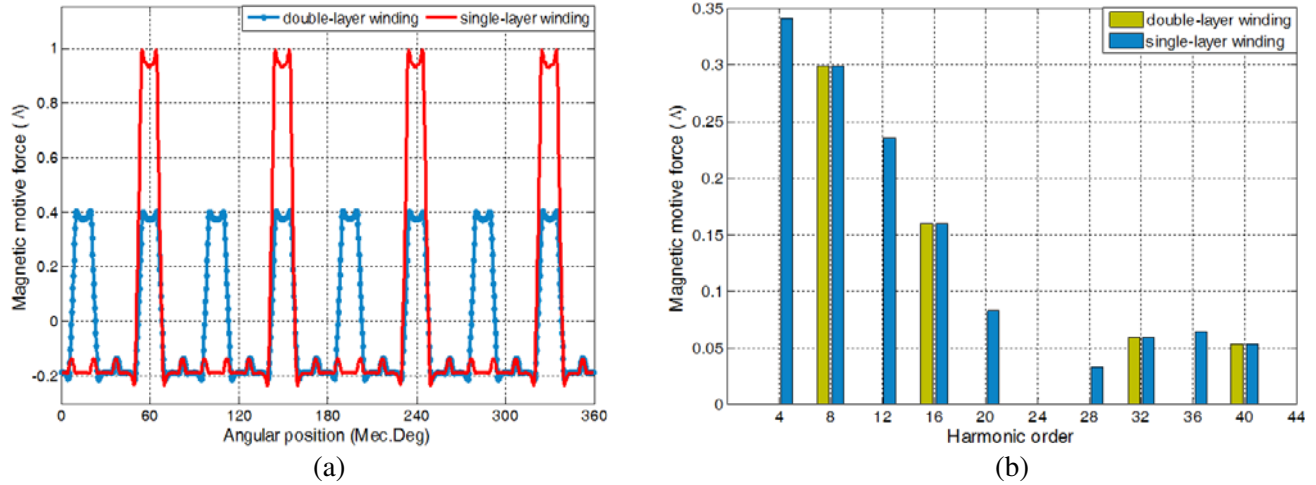 double-layer winding single-layer winding
Magnetic motive force ( A)
1
0.8
0.6
0.4
0.2
0
-0.2
0 60 120 180 240 300 360
Angular position (Mec.Deg)
(a)
double-layer winding
single-layer winding
Magnetic motive force ( A)
0.35
0.3
0.25
0.2
0.15
0.1
0.05
0
4 8 12 16 20 24 28 32 36 40 44
Harmonic order
(b)